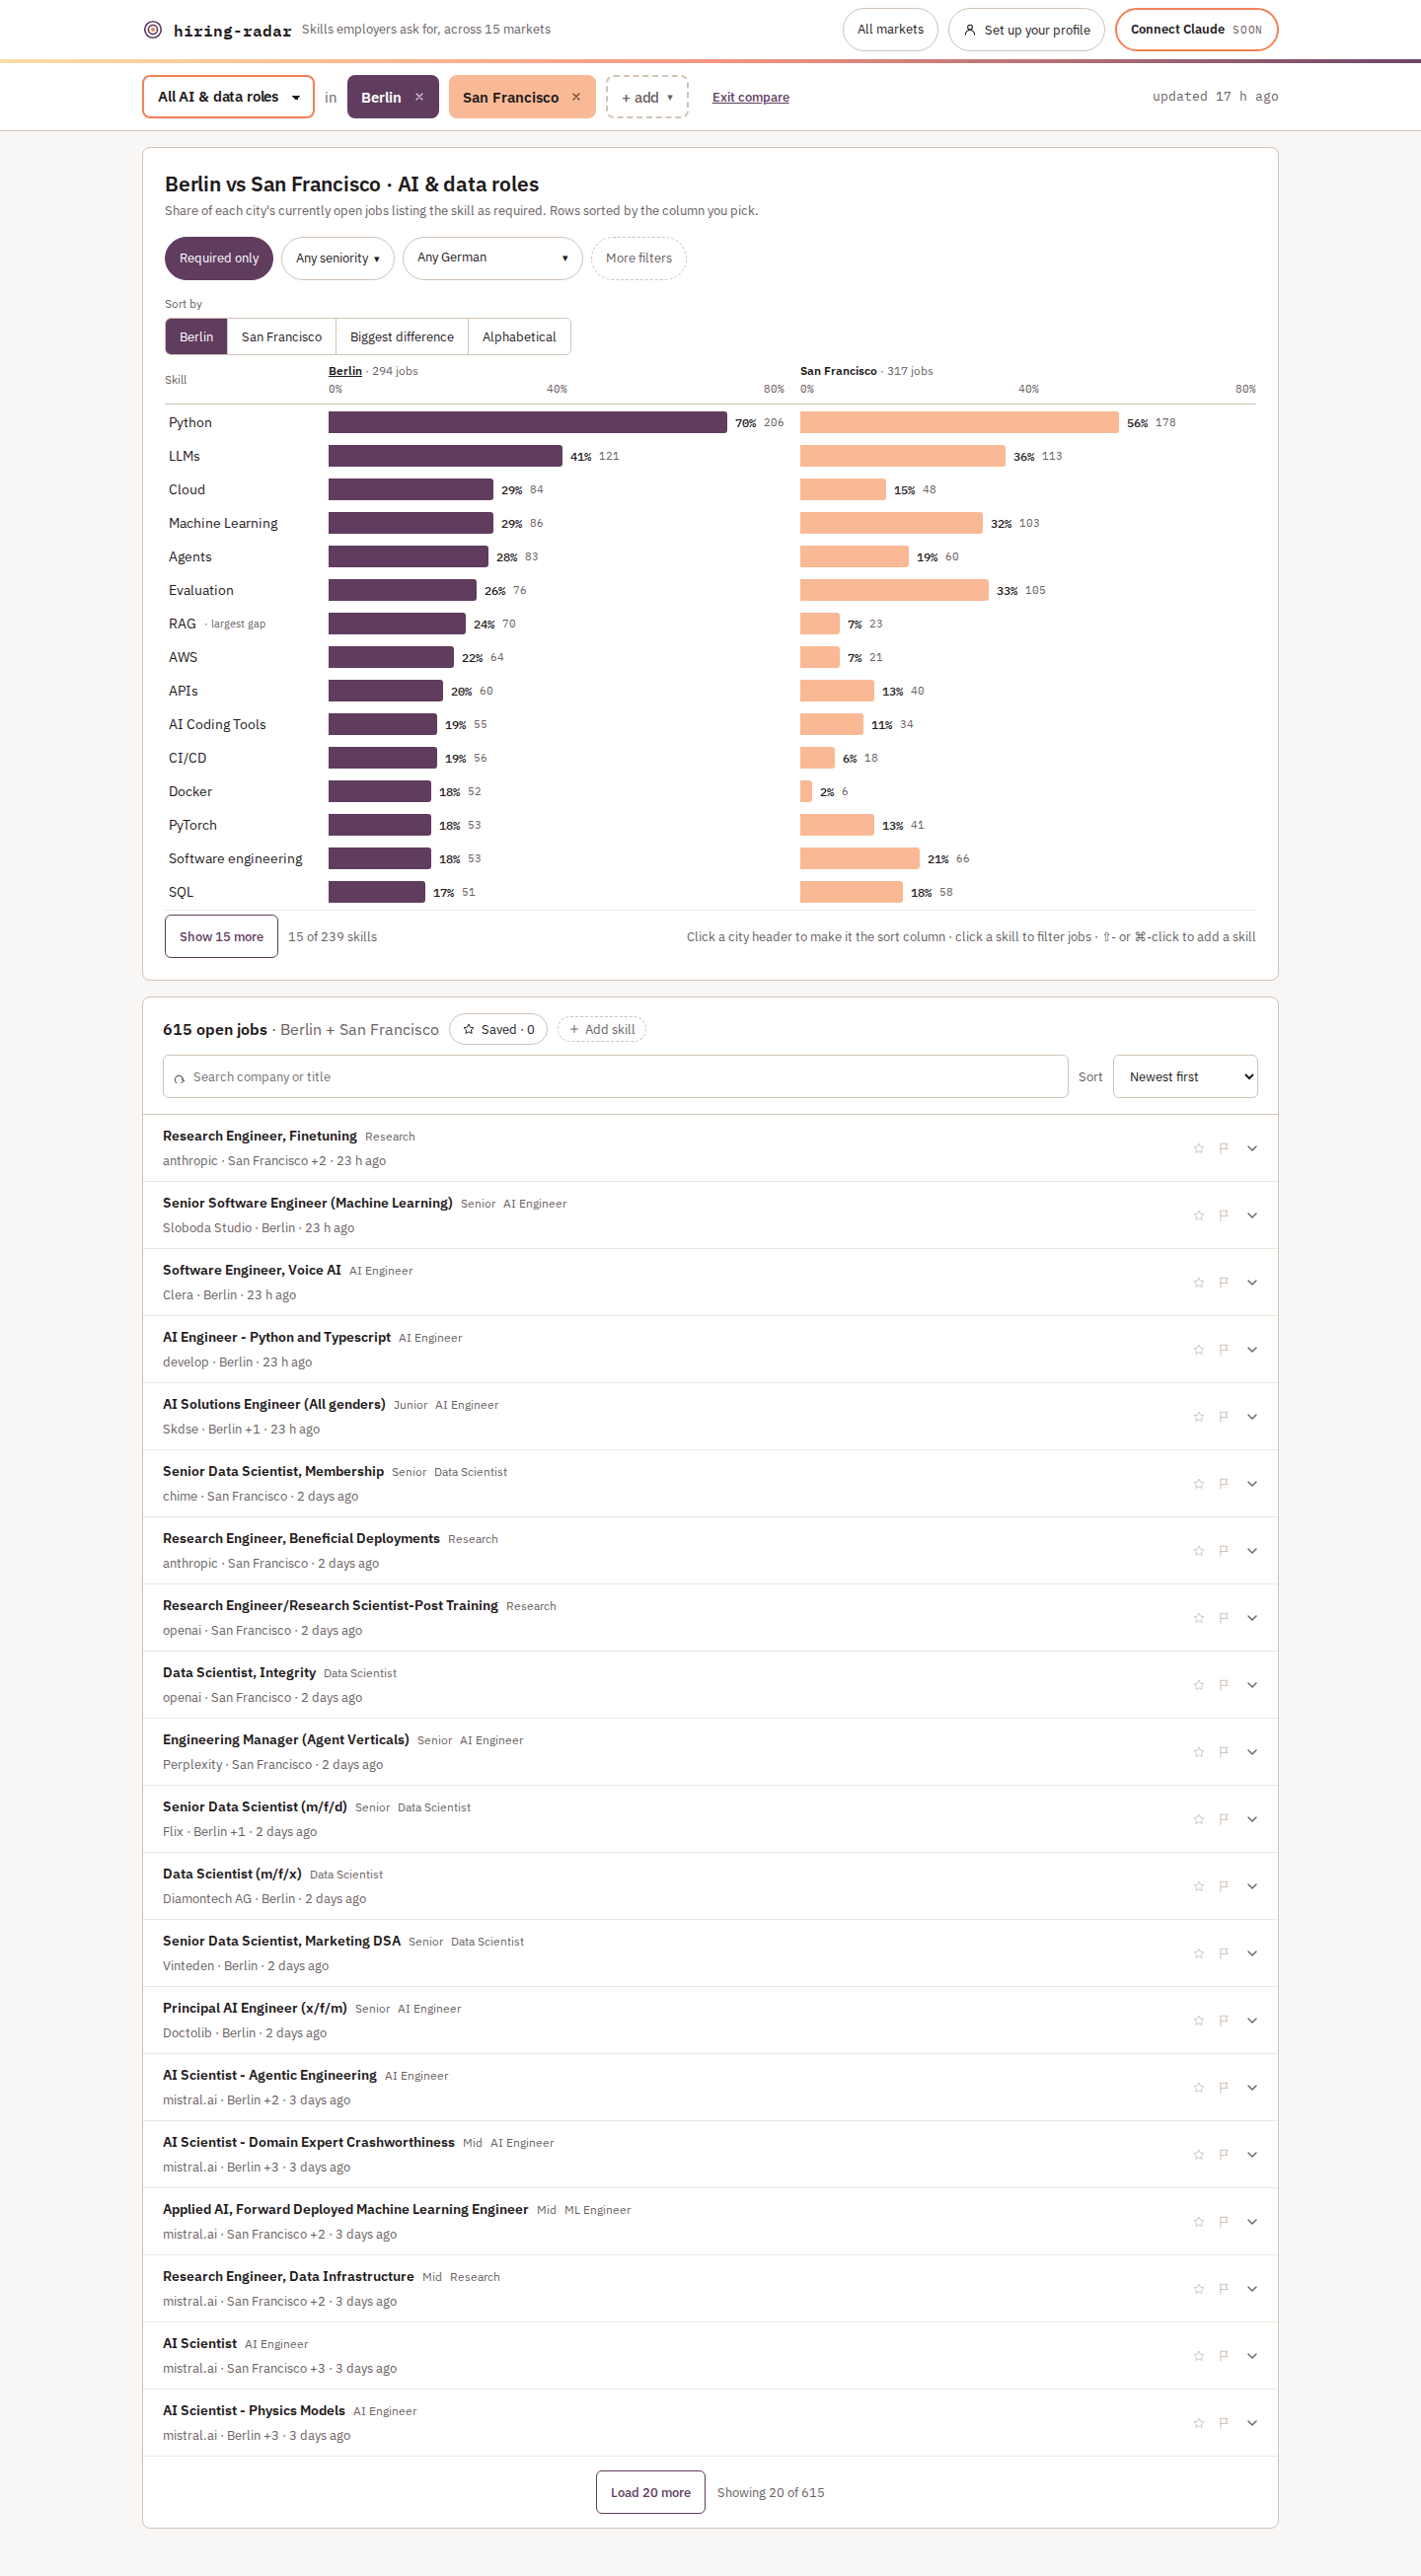 hiring-radar Skills employers ask for, across 15 markets All markets Set up your profile Connect Claude SOON
All AI & data roles in Berlin × San Francisco × + add Exit compare updated 17 h ago
Berlin vs San Francisco · AI & data roles
Share of each city's currently open jobs listing the skill as required. Rows sorted by the column you pick.
Required only Any seniority Any German More filters
Sort by
Berlin San Francisco Biggest difference Alphabetical
Skill Berlin · 294 jobs San Francisco · 317 jobs
0% 40% 80% 0% 40% 80%
Python 70% 206 56% 178
LLMs 41% 121 36% 113
Cloud 29% 84 15% 48
Machine Learning 29% 86 32% 103
Agents 28% 83 19% 60
Evaluation 26% 76 33% 105
RAG · largest gap 24% 70 7% 23
AWS 22% 64 7% 21
APIs 20% 60 13% 40
AI Coding Tools 19% 55 11% 34
CI/CD 19% 56 6% 18
Docker 18% 52 2% 6
PyTorch 18% 53 13% 41
Software engineering 18% 53 21% 66
SQL 17% 51 18% 58
Show 15 more 15 of 239 skills Click a city header to make it the sort column · click a skill to filter jobs · ⇧- or ⌘-click to add a skill
615 open jobs · Berlin + San Francisco Saved · 0 + Add skill
Search company or title Sort Newest first
Research Engineer, Finetuning Research
anthropic · San Francisco +2 · 23 h ago
Senior Software Engineer (Machine Learning) Senior AI Engineer
Sloboda Studio · Berlin · 23 h ago
Software Engineer, Voice AI AI Engineer
Clera · Berlin · 23 h ago
AI Engineer - Python and Typescript AI Engineer
develop · Berlin · 23 h ago
AI Solutions Engineer (All genders) Junior AI Engineer
Skdse · Berlin +1 · 23 h ago
Senior Data Scientist, Membership Senior Data Scientist
chime · San Francisco · 2 days ago
Research Engineer, Beneficial Deployments Research
anthropic · San Francisco · 2 days ago
Research Engineer/Research Scientist-Post Training Research
openai · San Francisco · 2 days ago
Data Scientist, Integrity Data Scientist
openai · San Francisco · 2 days ago
Engineering Manager (Agent Verticals) Senior AI Engineer
Perplexity · San Francisco · 2 days ago
Senior Data Scientist (m/f/d) Senior Data Scientist
Flix · Berlin +1 · 2 days ago
Data Scientist (m/f/x) Data Scientist
Diamontech AG · Berlin · 2 days ago
Senior Data Scientist, Marketing DSA Senior Data Scientist
Vinteden · Berlin · 2 days ago
Principal AI Engineer (x/f/m) Senior AI Engineer
Doctolib · Berlin · 2 days ago
AI Scientist - Agentic Engineering AI Engineer
mistral.ai · Berlin +2 · 3 days ago
AI Scientist - Domain Expert Crashworthiness Mid AI Engineer
mistral.ai · Berlin +3 · 3 days ago
Applied AI, Forward Deployed Machine Learning Engineer Mid ML Engineer
mistral.ai · San Francisco +2 · 3 days ago
Research Engineer, Data Infrastructure Mid Research
mistral.ai · San Francisco +2 · 3 days ago
AI Scientist AI Engineer
mistral.ai · San Francisco +3 · 3 days ago
AI Scientist - Physics Models AI Engineer
mistral.ai · Berlin +3 · 3 days ago
Load 20 more Showing 20 of 615